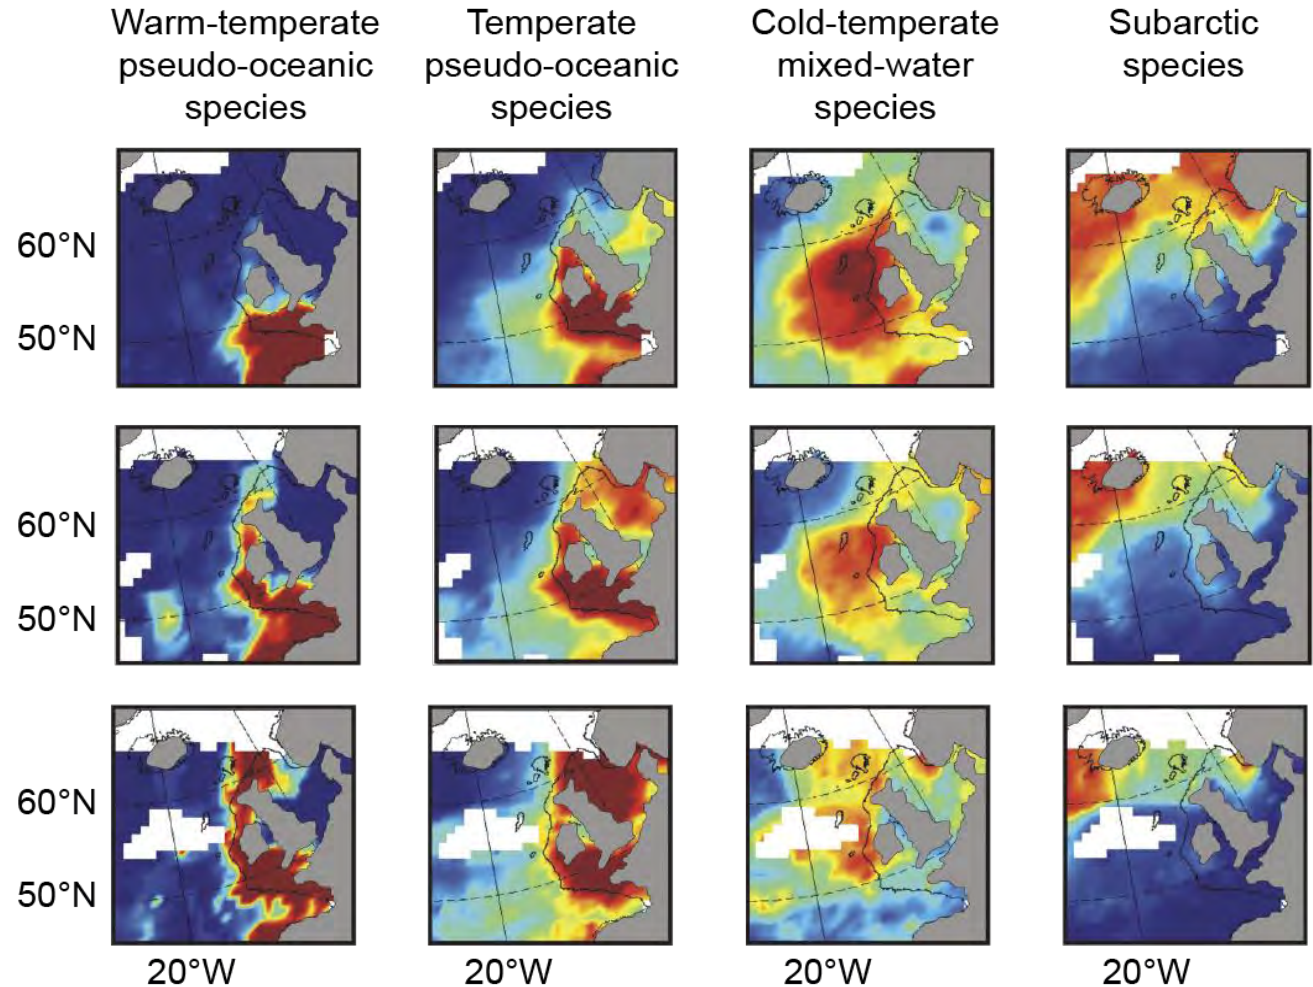 Warm-temperate
pseudo-oceanic
species
Temperate
pseudo-oceanic
species
Cold-temperate
mixed-water
species
Subarctic
species
60°N
50°N
60°N
50°N
60°N
50°N
20°W
20°W
20°W
20°W